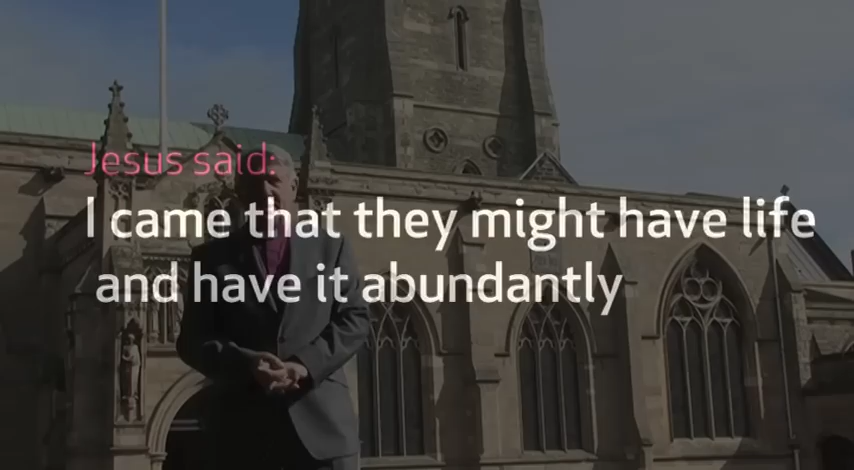 Jesus said:
I came that they might have life
and have it abundantly